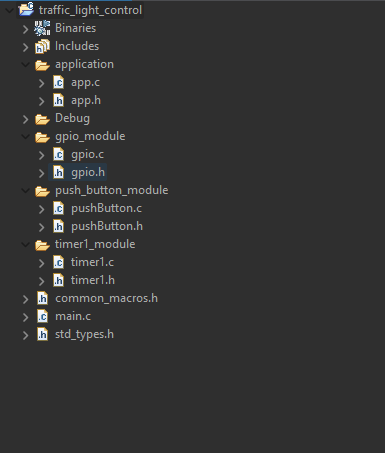 traffic_light_control
Binaries
Includes
application
app.c
app.h
Debug
gpio_module
gpio.c
gpio.h
push_button_module
pushButton.c
pushButton.h
timer1_module
timer1.c
timer1.h
common_macros.h
main.c
std_types.h